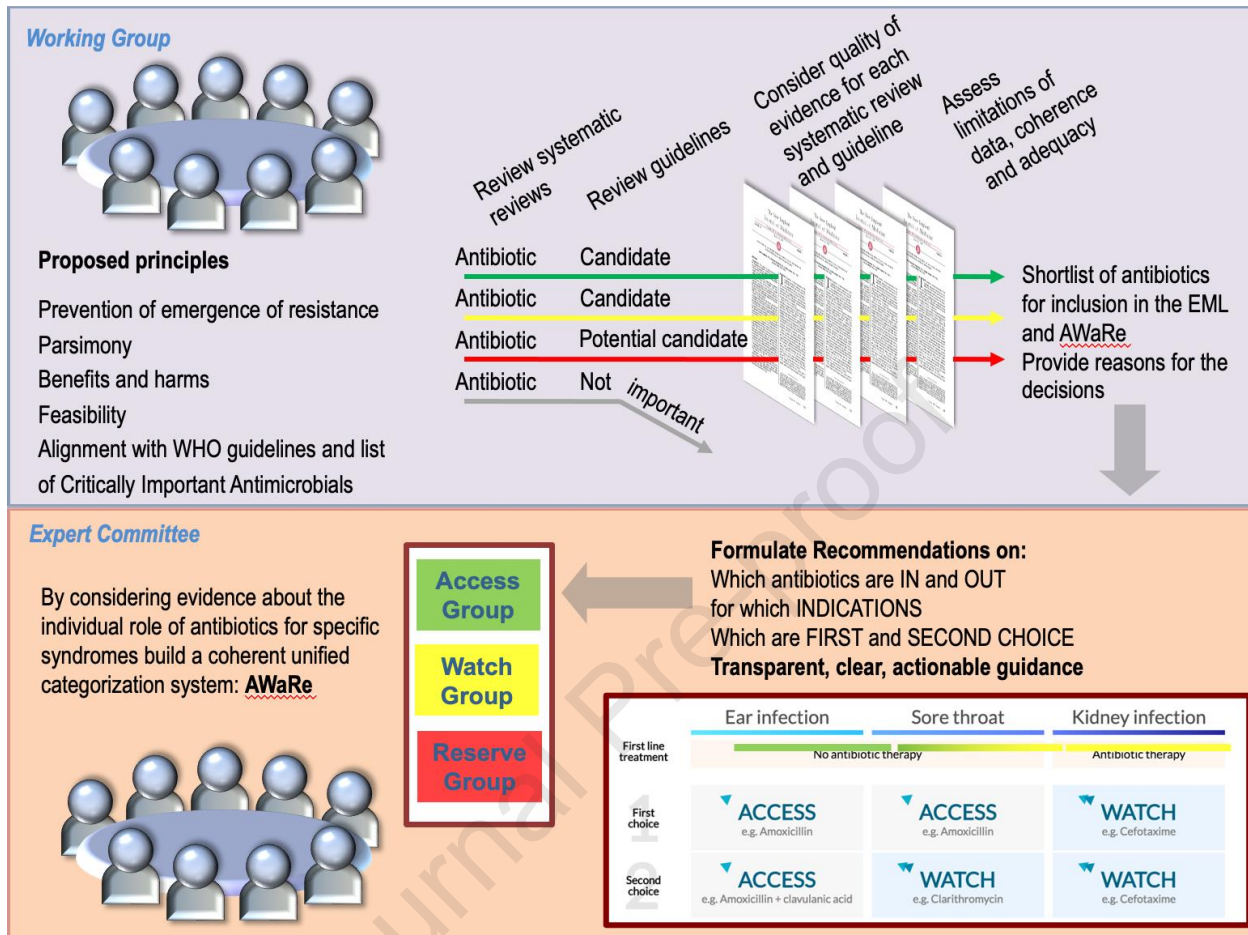 Working Group
Proposed principles
Prevention of emergence of resistance
Parsimony
Benefits and harms
Feasibility
Alignment with WHO guidelines and list
of Critically Important Antimicrobials
Review systematic
reviews
Review guidelines
Consider quality of
evidence for each
systematic review
and guideline
Assess
limitations of
data, coherence
and adequacy
Antibiotic Candidate
Antibiotic Candidate
Antibiotic Potential candidate
Antibiotic Not important
Shortlist of antibiotics
for inclusion in the EML
and AWaRe
Provide reasons for the
decisions
Expert Committee
By considering evidence about the
individual role of antibiotics for specific
syndromes build a coherent unified
categorization system: AWaRe
Access
Group
Watch
Group
Reserve
Group
Formulate Recommendations on:
Which antibiotics are IN and OUT
for which INDICATIONS
Which are FIRST and SECOND CHOICE
Transparent, clear, actionable guidance
Ear infection Sore throat Kidney infection
First line
treatment
No antibiotic therapy Antibiotic therapy
1
First
choice
ACCESS ACCESS WATCH
e.g. Amoxicillin e.g. Amoxicillin e.g. Cefotaxime
2
Second
choice
ACCESS WATCH WATCH
e.g. Amoxicillin + clavulanic acid e.g. Clarithromycin e.g. Cefotaxime
Journal Pre-proof